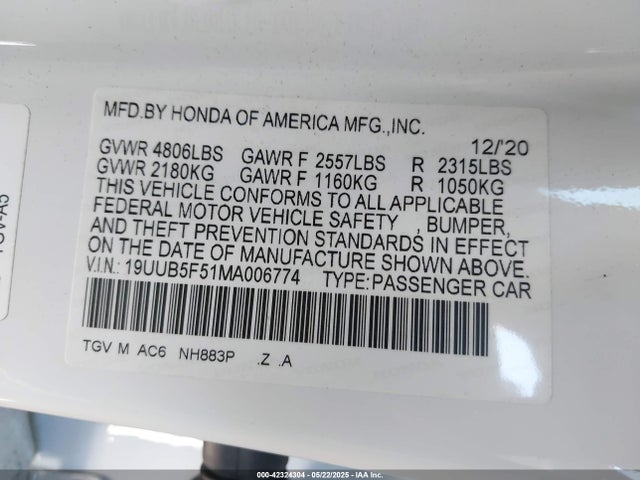 MFD.BY HONDA OF AMERICA MFG.,INC.
12/'20
GVWR 4806LBS GAWR F 2557LBS R 2315LBS
GVWR 2180KG GAWR F 1160KG R 1050KG
THIS VEHICLE CONFORMS TO ALL APPLICABLE
FEDERAL MOTOR VEHICLE SAFETY , BUMPER,
AND THEFT PREVENTION STANDARDS IN EFFECT
ON THE DATE OF MANUFACTURE SHOWN ABOVE.
V.I.N.: 19UUB5F51MA006774 TYPE:PASSENGER CAR
TGV M AC6 NH883P .Z .A
TGV-A5
000-42324304 - 05/22/2025 - IAA Inc.